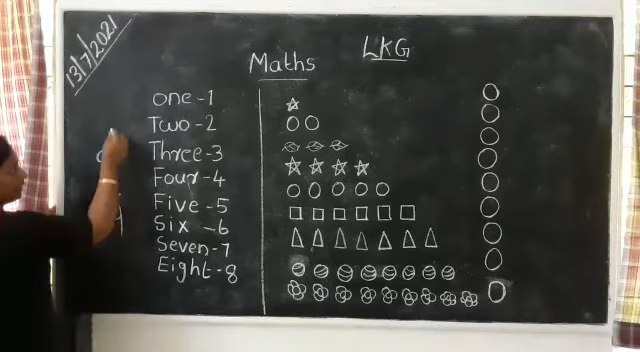 13/7/2021
LKG
Maths
one-1
Two-2
Three-3
Four-4
Five-5
Six-6
Seven-7
Eight-8